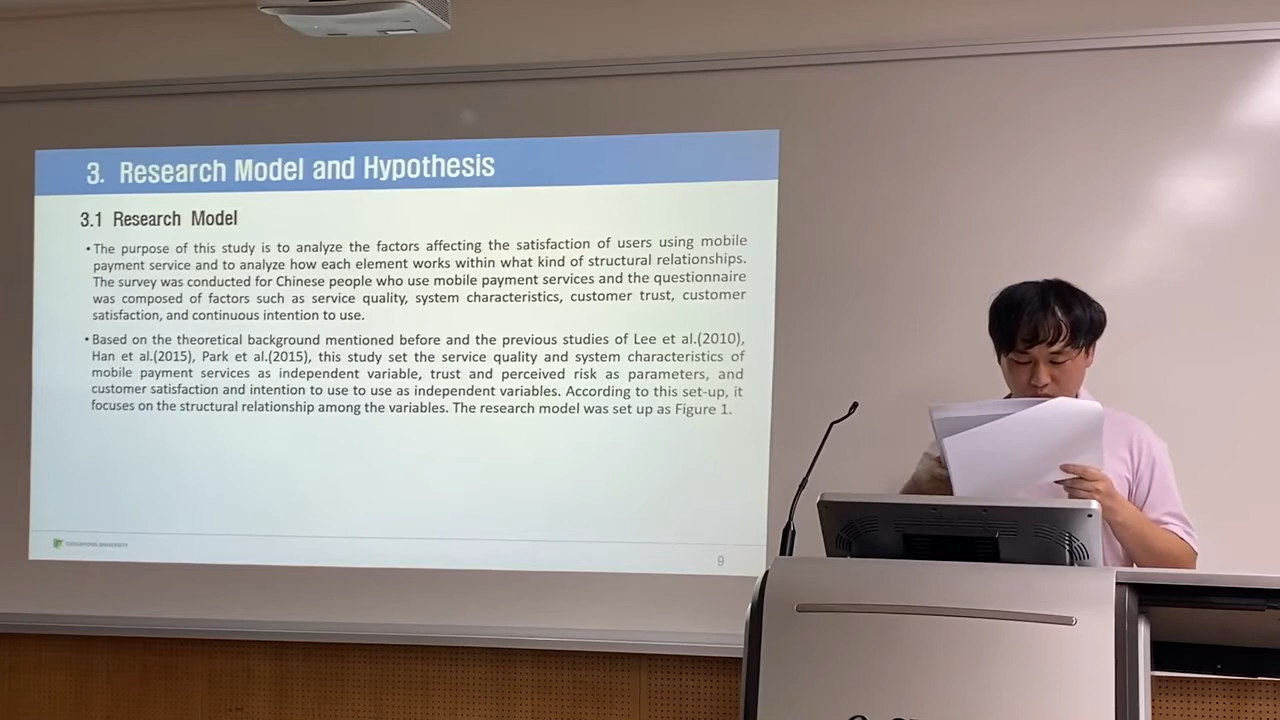 3. Research Model and Hypothesis
3.1 Research Model
• The purpose of this study is to analyze the factors affecting the satisfaction of users using mobile
payment service and to analyze how each element works within what kind of structural relationships.
The survey was conducted for Chinese people who use mobile payment services and the questionnaire
was composed of factors such as service quality, system characteristics, customer trust, customer
satisfaction, and continuous intention to use.
• Based on the theoretical background mentioned before and the previous studies of Lee et al.(2010),
Han et al.(2015), Park et al.(2015), this study set the service quality and system characteristics of
mobile payment services as independent variable, trust and perceived risk as parameters, and
customer satisfaction and intention to use to use as independent variables. According to this set-up, it
focuses on the structural relationship among the variables. The research model was set up as Figure 1.
UNIVERSITY
9